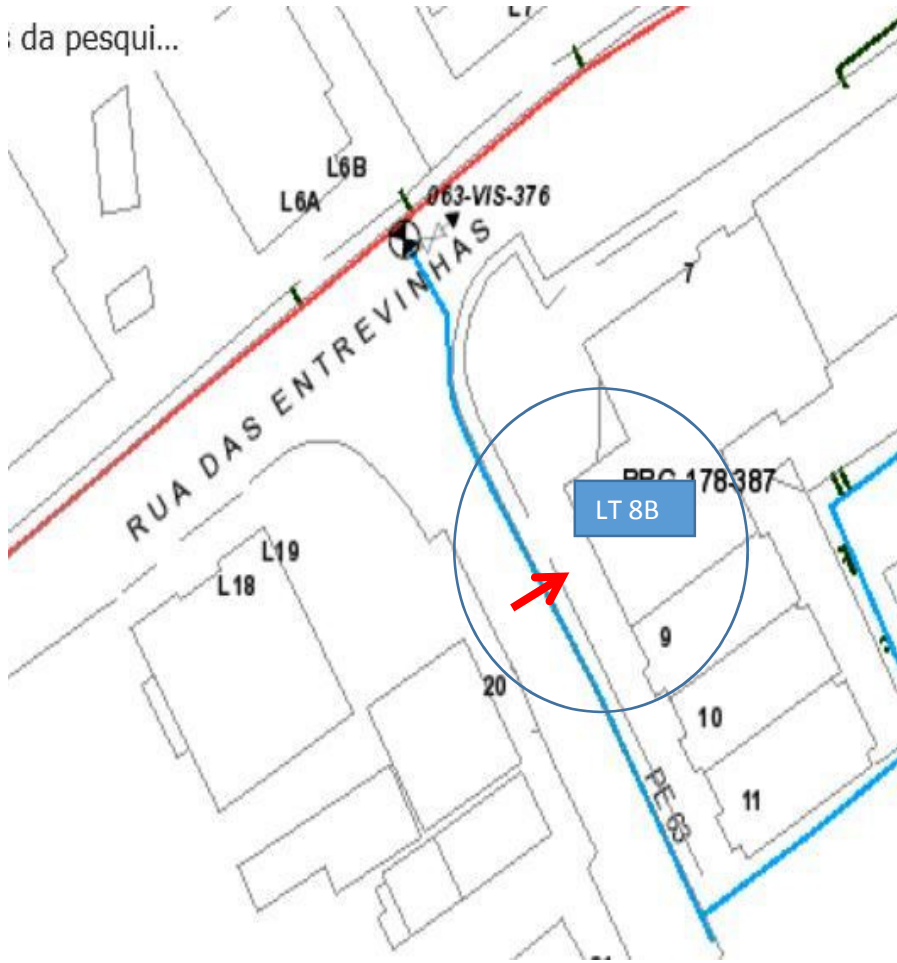 s da pesqui...
L7
L6B
L6A
063-VIS-376
RUA DAS ENTREVINHAS
7
178-387
LT 8B
L19
L18
9
20
10
PE-63
11